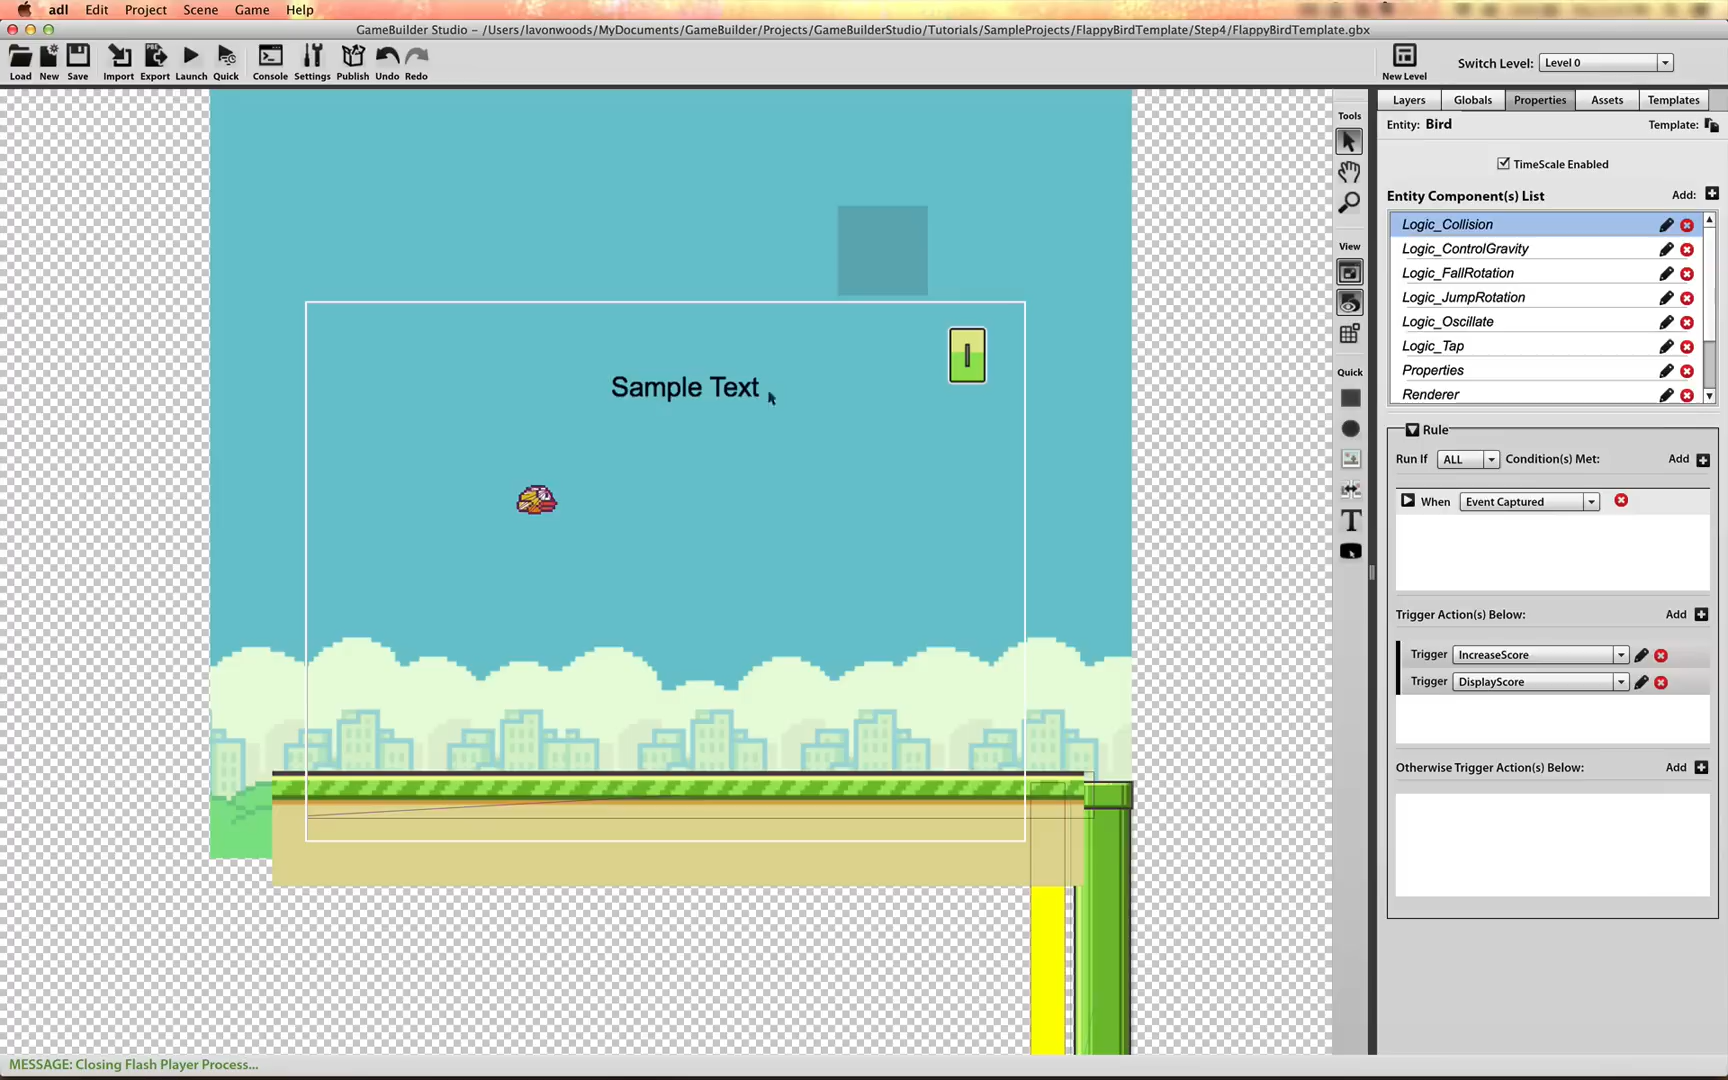 adl Edit Project Scene Game Help
GameBuilder Studio - /Users/lavonwoods/MyDocuments/GameBuilder/Projects/GameBuilderStudio/Tutorials/SampleProjects/FlappyBirdTemplate/Step4/FlappyBirdTemplate.gbx
Load New Save Import Export Launch Quick Console Settings Publish Undo Redo New Level
Switch Level: Level 0
Tools
View
Quick
T
Layers Globals Properties Assets Templates
Entity: Bird Template:
TimeScale Enabled
Entity Component(s) List Add:
Logic_Collision
Logic_ControlGravity
Logic_FallRotation
Logic_JumpRotation
Logic_Oscillate
Logic_Tap
Properties
Renderer
Rule
Run If ALL Condition(s) Met: Add
When Event Captured
Trigger Action(s) Below: Add
Trigger IncreaseScore
Trigger DisplayScore
Otherwise Trigger Action(s) Below: Add
Sample Text
MESSAGE: Closing Flash Player Process...